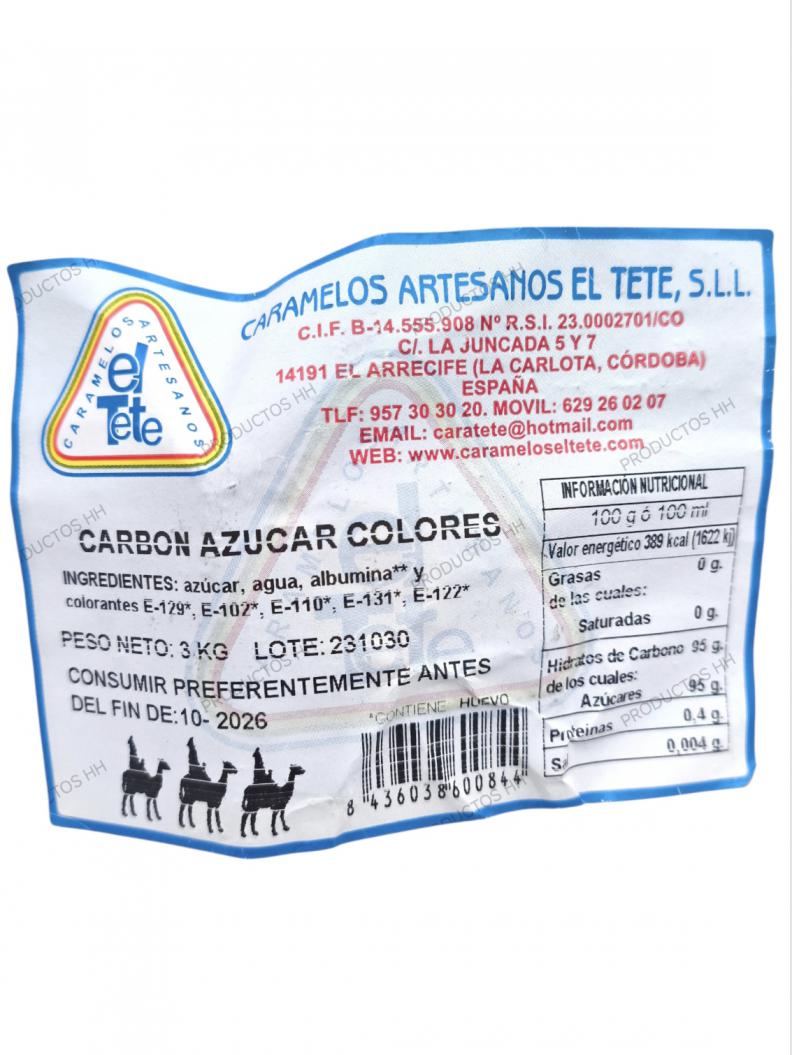 CARAMELOS ARTESANOS
el
Tete
CARAMELOS ARTESANOS EL TETE, S.L.L.
C.I.F. B-14.555.908 Nº R.S.I. 23.0002701/CO
C/. LA JUNCADA 5 Y 7
14191 EL ARRECIFE (LA CARLOTA, CÓRDOBA)
ESPAÑA
TLF: 957 30 30 20. MOVIL: 629 26 02 07
EMAIL: caratete@hotmail.com
WEB: www.carameloseltete.com
CARBON AZUCAR COLORES
INGREDIENTES: azúcar, agua, albumina** y
colorantes E-129*, E-102*, E-110*, E-131*, E-122*
PESO NETO: 3 KG LOTE: 231030
CONSUMIR PREFERENTEMENTE ANTES
DEL FIN DE:10- 2026
*CONTIENE HUEVO
8 436038 600844
INFORMACIÓN NUTRICIONAL
100 g ó 100 ml
Valor energético 389 kcal (1622 kj)
Grasas 0 g.
de las cuales:
Saturadas 0 g.
Hidratos de Carbono 95 g.
de los cuales:
Azúcares 95 g.
Proteinas 0,4 g.
0,004 g.
PRODUCTOS HH